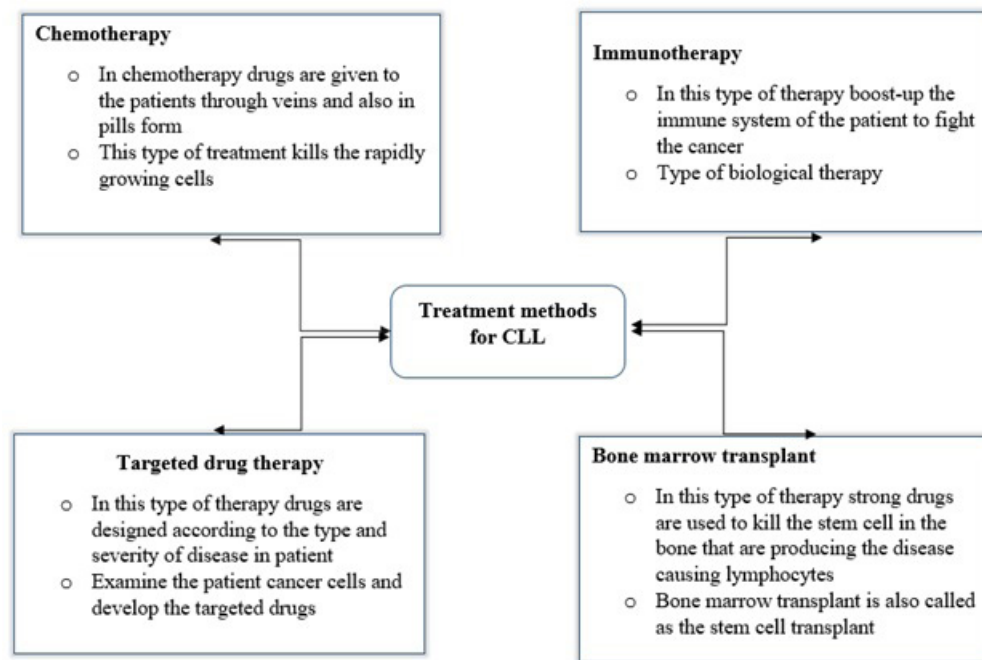 Chemotherapy
o In chemotherapy drugs are given to
the patients through veins and also in
pills form
o This type of treatment kills the rapidly
growing cells
Immunotherapy
o In this type of therapy boost-up the
immune system of the patient to fight
the cancer
o Type of biological therapy
Treatment methods
for CLL
Targeted drug therapy
o In this type of therapy drugs are
designed according to the type and
severity of disease in patient
o Examine the patient cancer cells and
develop the targeted drugs
Bone marrow transplant
o In this type of therapy strong drugs
are used to kill the stem cell in the
bone that are producing the disease
causing lymphocytes
o Bone marrow transplant is also called
as the stem cell transplant